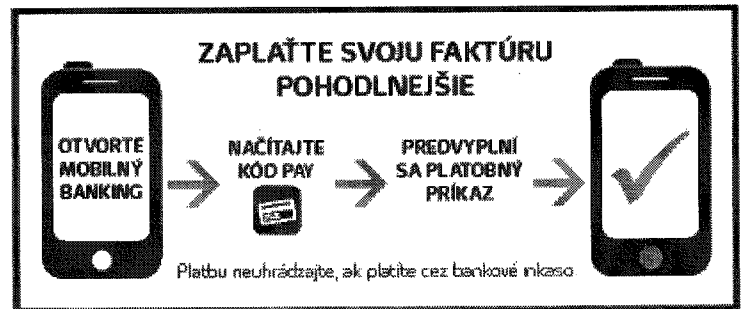 ZAPLAŤTE SVOJU FAKTÚRU
POHODLNEJŠIE
OTVORTE
MOBILNÝ
BANKING
NAČÍTAJTE
KÓD PAY
PREDVYPLNÍ
SA PLATOBNÝ
PRÍKAZ
Platbu neuhrádzajte, ak platíte cez bankové inkaso.